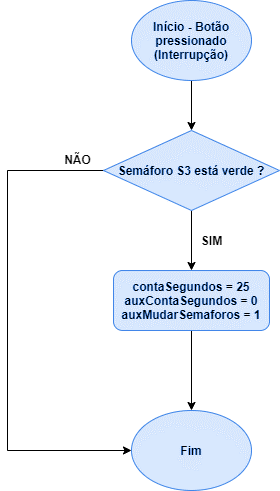 Início - Botão
pressionado
(Interrupção)
NÃO
Semáforo S3 está verde ?
SIM
contaSegundos = 25
auxContaSegundos = 0
auxMudarSemaforos = 1
Fim